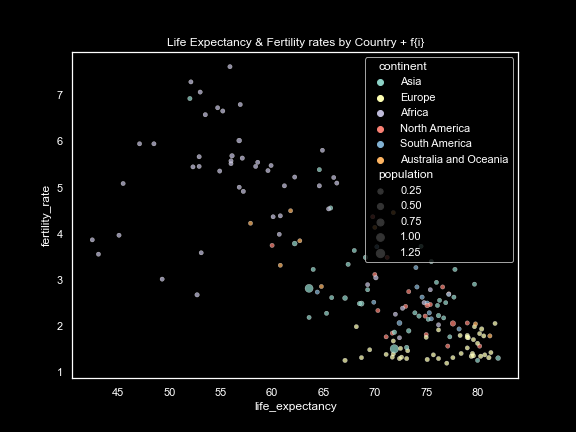 Life Expectancy & Fertility rates by Country + f{i}
continent
Asia
Europe
Africa
North America
South America
Australia and Oceania
population
0.25
0.50
0.75
1.00
1.25
fertility_rate
7
6
5
4
3
2
1
45 50 55 60 65 70 75 80
life_expectancy